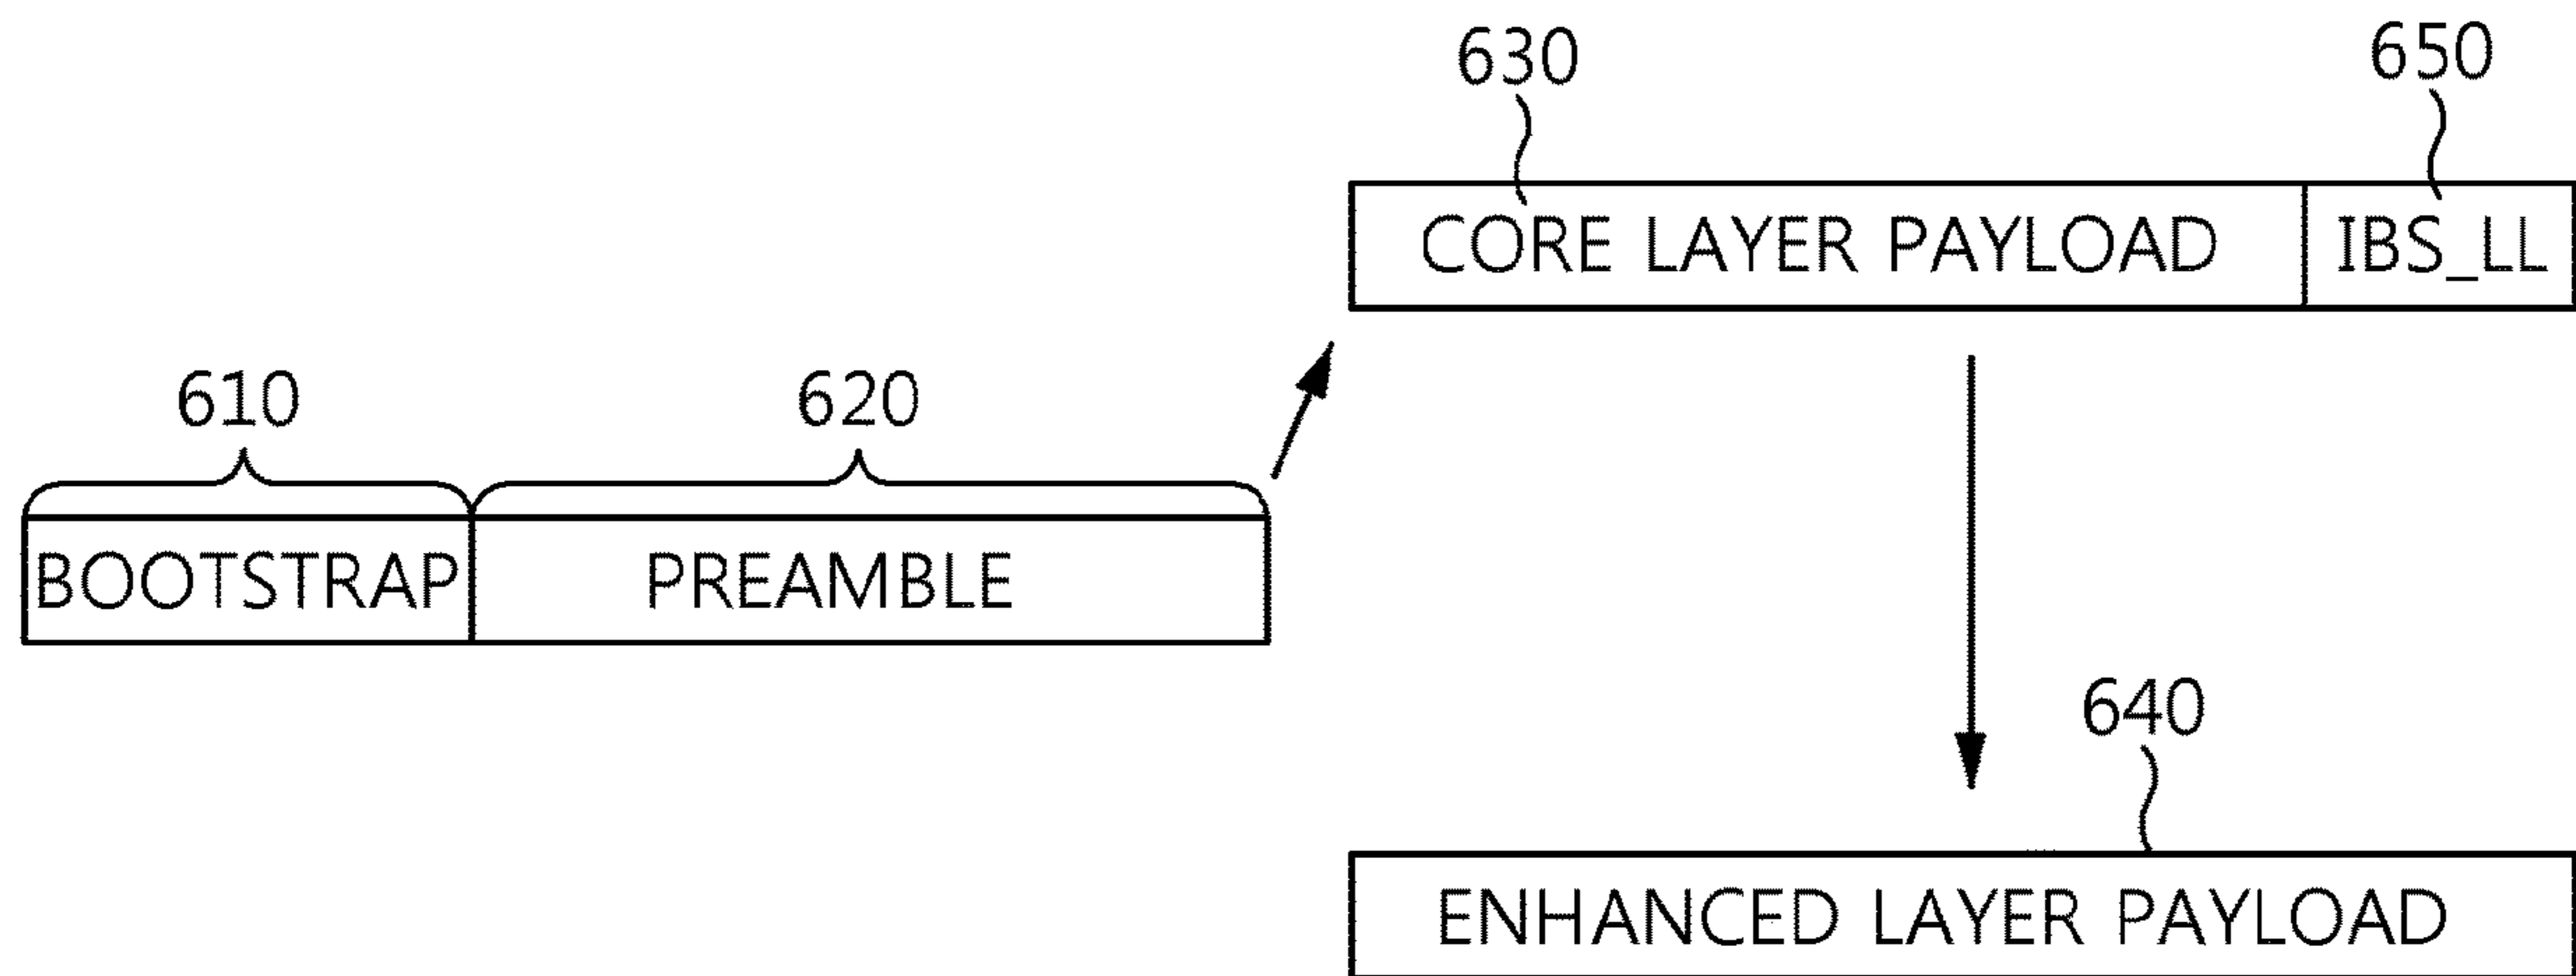 630 650
CORE LAYER PAYLOAD IBS_LL
610 620
BOOTSTRAP PREAMBLE
640
ENHANCED LAYER PAYLOAD